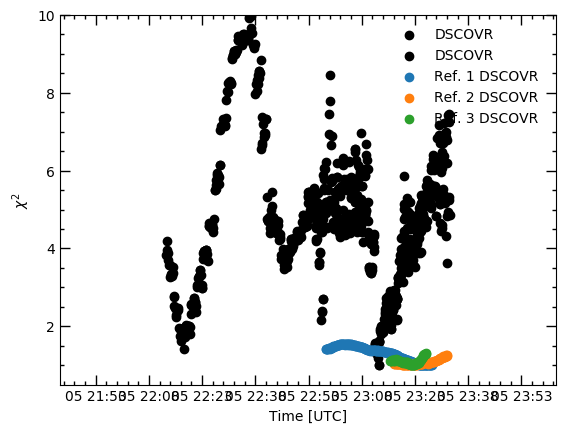 10
8
6
4
2
χ²
DSCOVR
DSCOVR
Ref. 1 DSCOVR
Ref. 2 DSCOVR
Ref. 3 DSCOVR
05 21:53 05 22:08 05 22:23 05 22:38 05 22:53 05 23:08 05 23:23 05 23:38 05 23:53
Time [UTC]